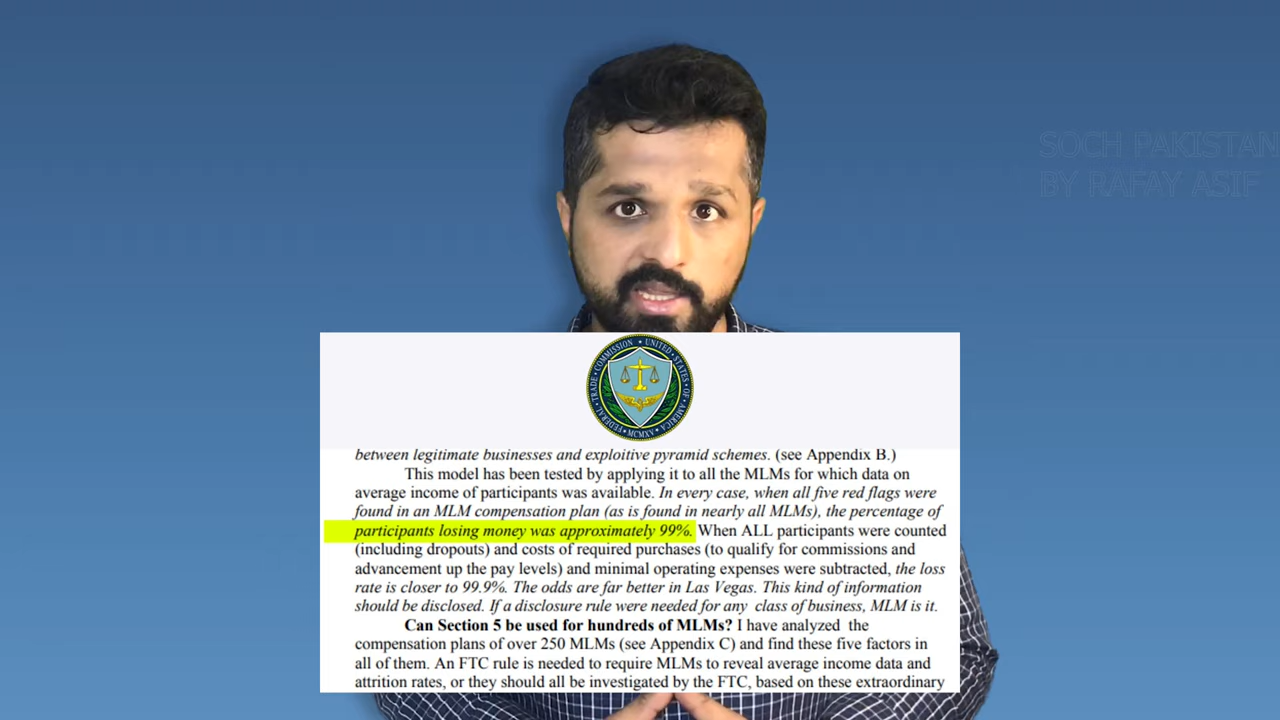 SOCH PAKISTAN
BY RAFAY ASIF
FEDERAL TRADE COMMISSION • UNITED STATES OF AMERICA
MCMXV
between legitimate businesses and exploitive pyramid schemes. (see Appendix B.)
This model has been tested by applying it to all the MLMs for which data on
average income of participants was available. In every case, when all five red flags were
found in an MLM compensation plan (as is found in nearly all MLMs), the percentage of
participants losing money was approximately 99%. When ALL participants were counted
(including dropouts) and costs of required purchases (to qualify for commissions and
advancement up the pay levels) and minimal operating expenses were subtracted, the loss
rate is closer to 99.9%. The odds are far better in Las Vegas. This kind of information
should be disclosed. If a disclosure rule were needed for any class of business, MLM is it.
Can Section 5 be used for hundreds of MLMs? I have analyzed the
compensation plans of over 250 MLMs (see Appendix C) and find these five factors in
all of them. An FTC rule is needed to require MLMs to reveal average income data and
attrition rates, or they should all be investigated by the FTC, based on these extraordinary